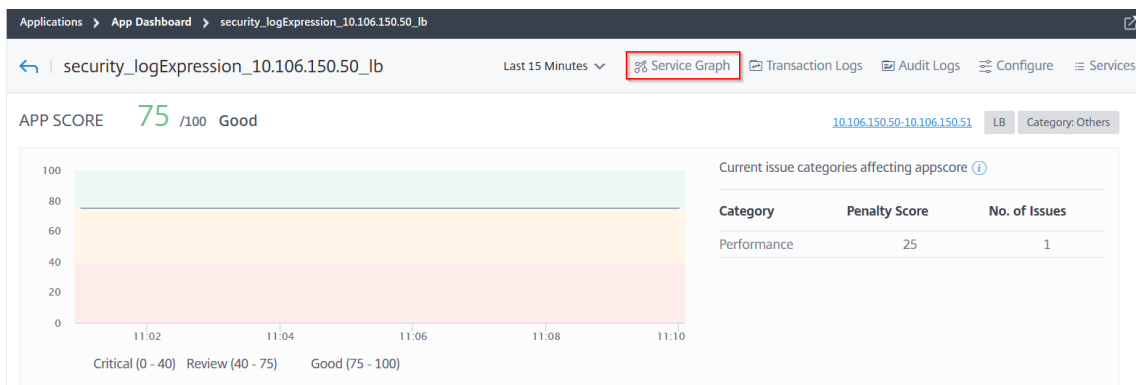 Applications > App Dashboard > security_logExpression_10.106.150.50_lb
security_logExpression_10.106.150.50_lb Last 15 Minutes Service Graph Transaction Logs Audit Logs Configure Services
APP SCORE 75 /100 Good 10.106.150.50-10.106.150.51 LB Category: Others
Current issue categories affecting appscore
Category Penalty Score No. of Issues
Performance 25 1
100
80
60
40
20
0
11:02 11:04 11:06 11:08 11:10
Critical (0 - 40) Review (40 - 75) Good (75 - 100)